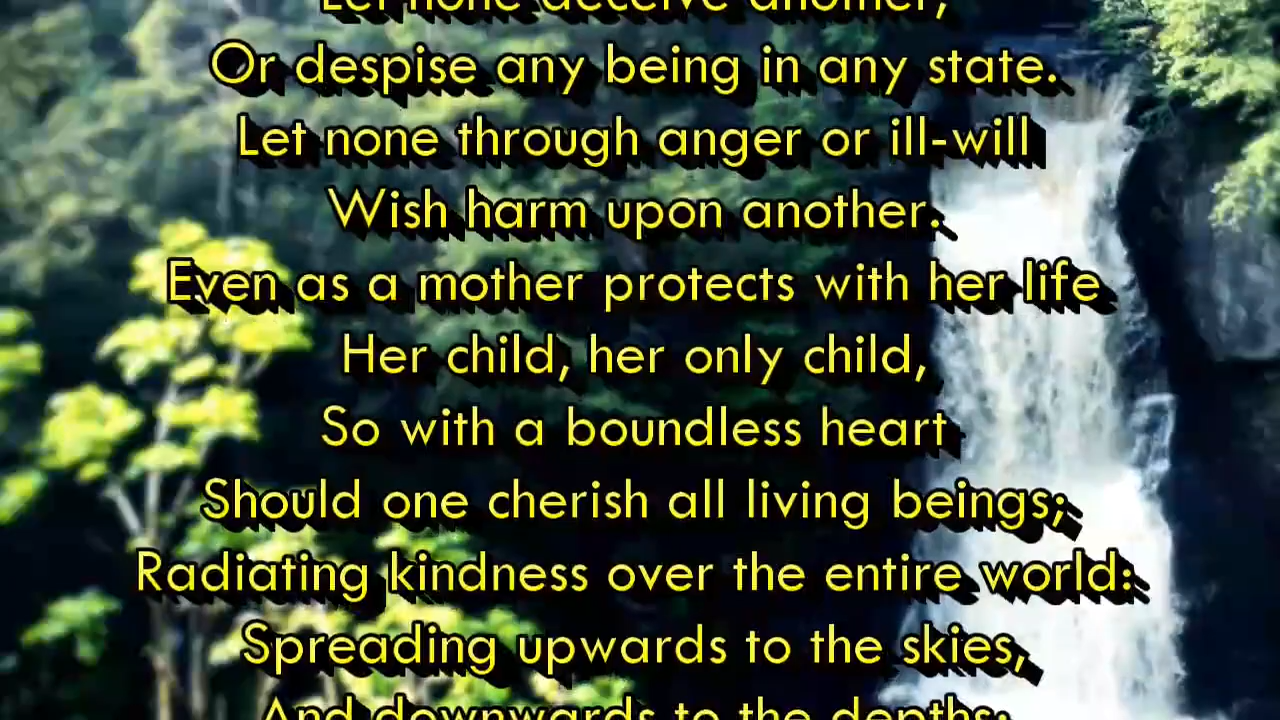 Let none deceive another,
Or despise any being in any state.
Let none through anger or ill-will
Wish harm upon another.
Even as a mother protects with her life
Her child, her only child,
So with a boundless heart
Should one cherish all living beings;
Radiating kindness over the entire world:
Spreading upwards to the skies,
And downwards to the depths;